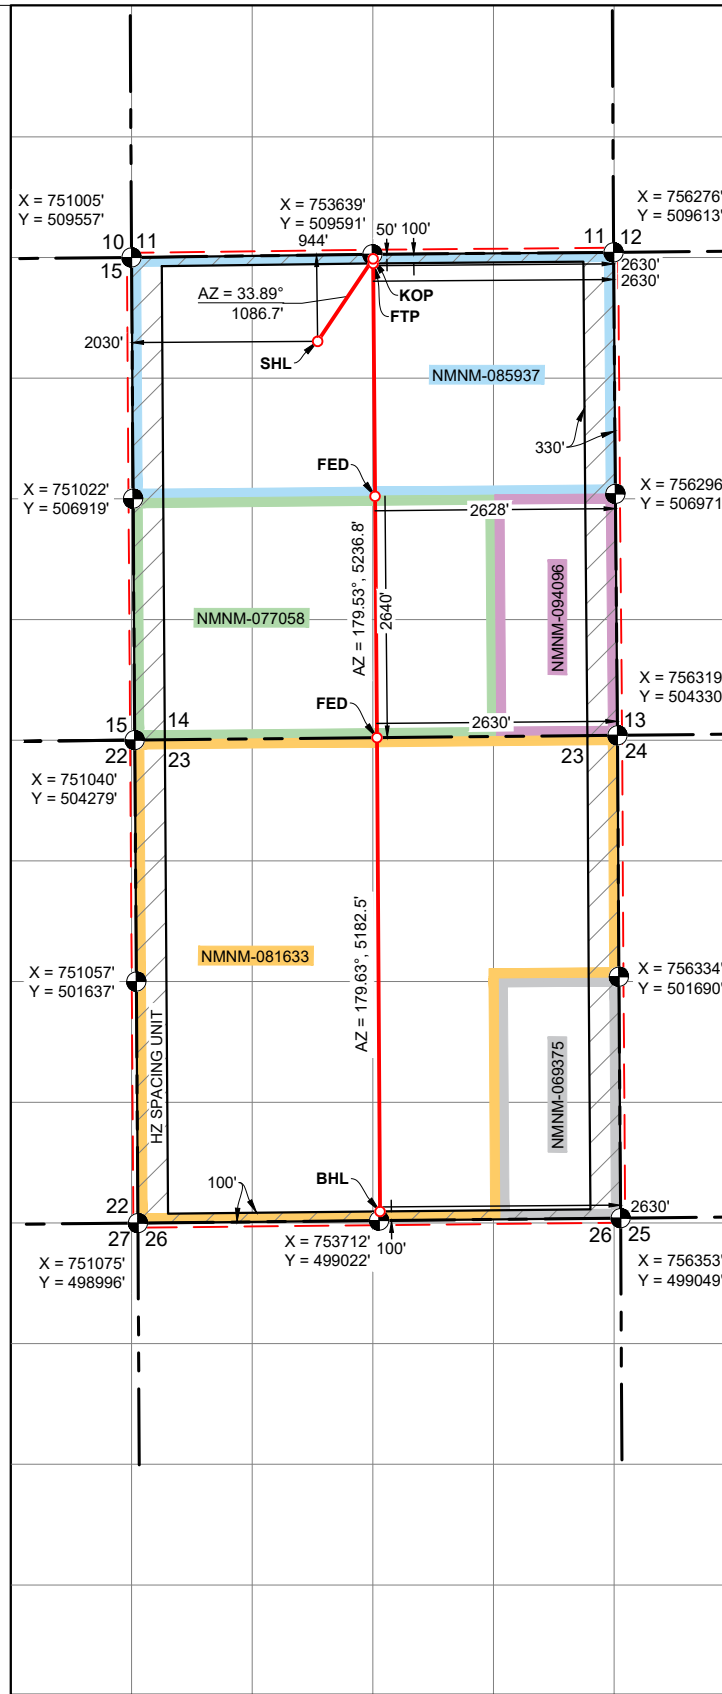 X = 751005'
Y = 509557'
X = 753639'
Y = 509591'
X = 756276'
Y = 509613'
944'
50' 100'
10 11
15
11 12
2630'
2630'
KOP
FTP
AZ = 33.89°
1086.7'
2030'
SHL
NMNM-085937
330'
FED
X = 751022'
Y = 506919'
X = 756296'
Y = 506971'
2628'
NMNM-077058
AZ = 179.53°, 5236.8'
2640'
NMNM-094096
X = 756319'
Y = 504330'
FED
2630'
15 14
22 23
13
23 24
X = 751040'
Y = 504279'
NMNM-081633
AZ = 179.63°, 5182.5'
X = 751057'
Y = 501637'
X = 756334'
Y = 501690'
HZ SPACING UNIT
NMNM-069375
BHL
100'
2630'
22
27 26
26 25
X = 753712'
Y = 499022'
100'
X = 751075'
Y = 498996'
X = 756353'
Y = 499049'